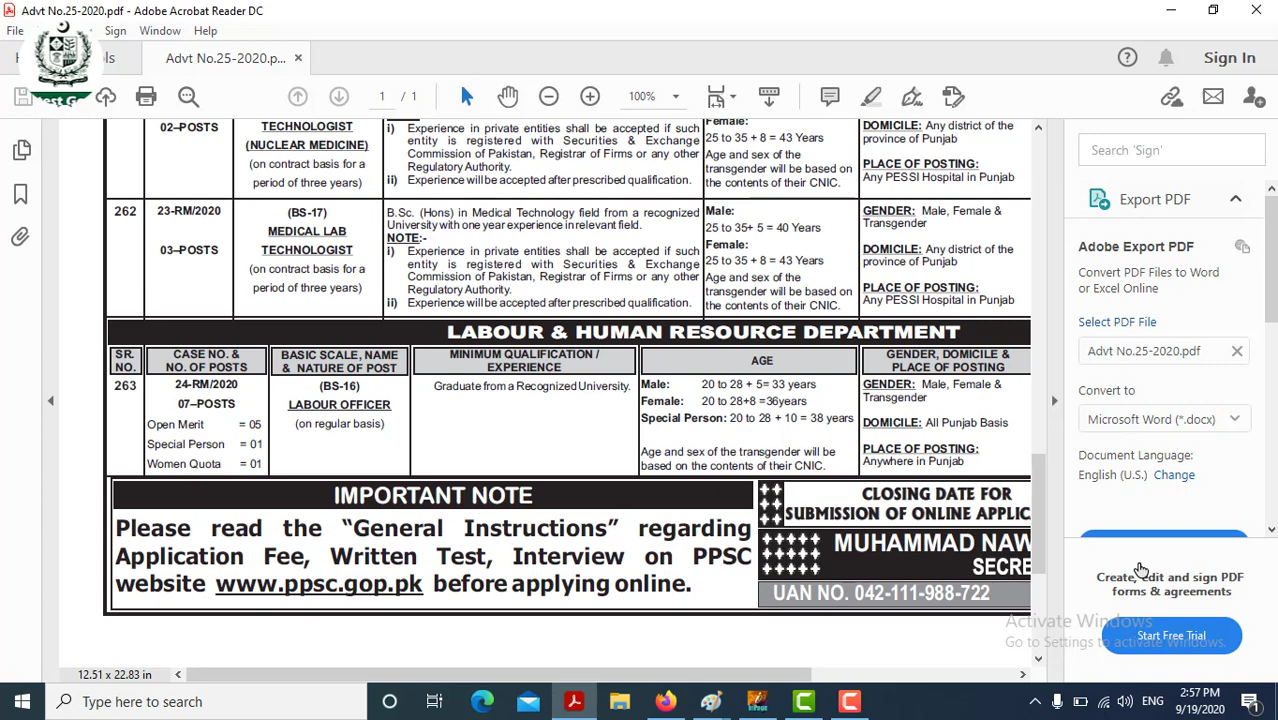 Advt No.25-2020.pdf - Adobe Acrobat Reader DC
File
Sign
Window
Help
Advt No.25-2020.p...
Sign In
1 / 1
100%
02–POSTS
TECHNOLOGIST
(NUCLEAR MEDICINE)
(on contract basis for a
period of three years)
i) Experience in private entities shall be accepted if such
entity is registered with Securities & Exchange
Commission of Pakistan, Registrar of Firms or any other
Regulatory Authority.
ii) Experience will be accepted after prescribed qualification.
Female:
25 to 35 + 8 = 43 Years
Age and sex of the
transgender will be based on
the contents of their CNIC.
DOMICILE: Any district of the
province of Punjab
PLACE OF POSTING:
Any PESSI Hospital in Punjab
262
23-RM/2020
03–POSTS
(BS-17)
MEDICAL LAB
TECHNOLOGIST
(on contract basis for a
period of three years)
B.Sc. (Hons) in Medical Technology field from a recognized
University with one year experience in relevant field.
NOTE:-
i) Experience in private entities shall be accepted if such
entity is registered with Securities & Exchange
Commission of Pakistan, Registrar of Firms or any other
Regulatory Authority.
ii) Experience will be accepted after prescribed qualification.
Male:
25 to 35+ 5 = 40 Years
Female:
25 to 35 + 8 = 43 Years
Age and sex of the
transgender will be based on
the contents of their CNIC.
GENDER: Male, Female &
Transgender
DOMICILE: Any district of the
province of Punjab
PLACE OF POSTING:
Any PESSI Hospital in Punjab
LABOUR & HUMAN RESOURCE DEPARTMENT
SR.
NO.
CASE NO. &
NO. OF POSTS
BASIC SCALE, NAME
& NATURE OF POST
MINIMUM QUALIFICATION /
EXPERIENCE
AGE
GENDER, DOMICILE &
PLACE OF POSTING
263
24-RM/2020
07–POSTS
Open Merit = 05
Special Person = 01
Women Quota = 01
(BS-16)
LABOUR OFFICER
(on regular basis)
Graduate from a Recognized University.
Male: 20 to 28 + 5= 33 years
Female: 20 to 28+8 =36years
Special Person: 20 to 28 + 10 = 38 years
Age and sex of the transgender will be
based on the contents of their CNIC.
GENDER: Male, Female &
Transgender
DOMICILE: All Punjab Basis
PLACE OF POSTING:
Anywhere in Punjab
IMPORTANT NOTE
Please read the “General Instructions” regarding
Application Fee, Written Test, Interview on PPSC
website www.ppsc.gop.pk before applying online.
CLOSING DATE FOR
SUBMISSION OF ONLINE APPLIC
MUHAMMAD NAW
SECRE
UAN NO. 042-111-988-722
12.51 x 22.83 in
Search 'Sign'
Export PDF
Adobe Export PDF
Convert PDF Files to Word
or Excel Online
Select PDF File
Advt No.25-2020.pdf
Convert to
Microsoft Word (*.docx)
Document Language:
English (U.S.) Change
Create, edit and sign PDF
forms & agreements
Start Free Trial
Activate Windows
Go to Settings to activate Windows.
Type here to search
ENG
2:57 PM
9/19/2020
1